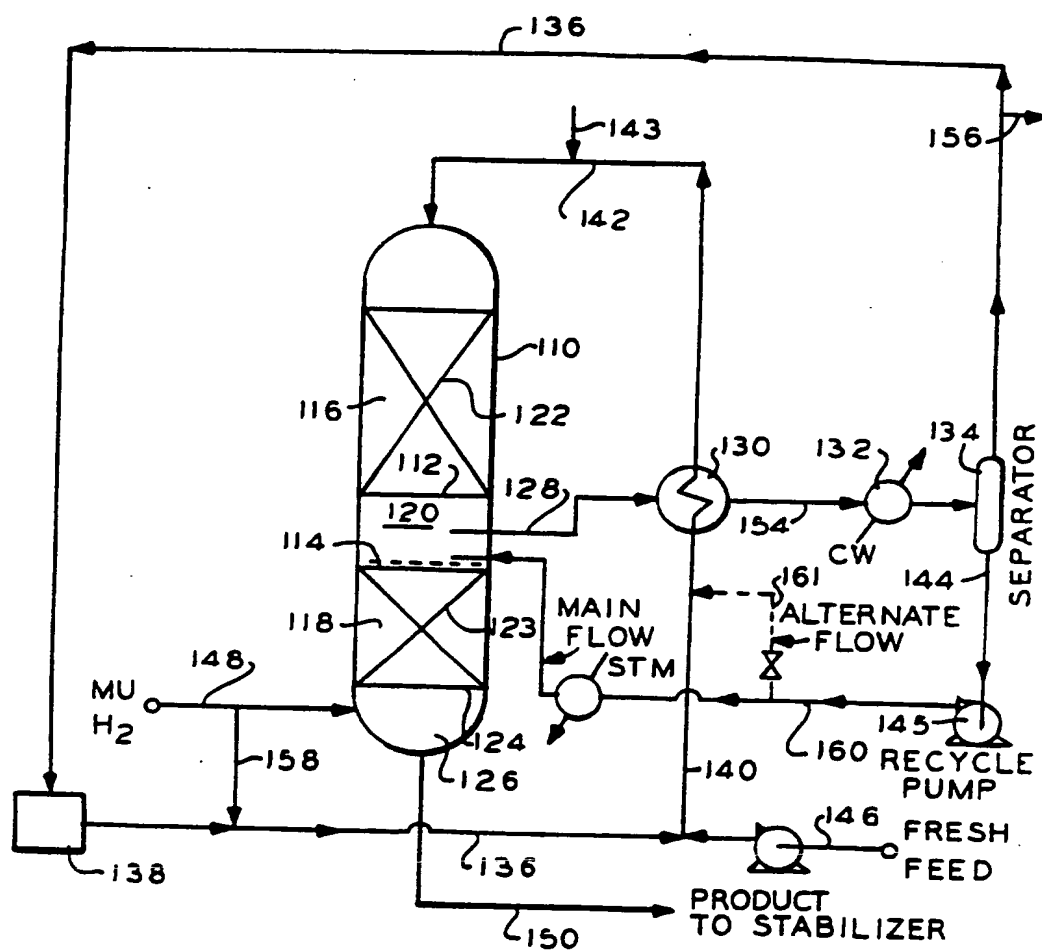 136
143
156
142
110
116
122
130
132
134
112
128
120
154
SEPARATOR
CW
114
144
161
MAIN
FLOW
ALTERNATE
FLOW
118
123
STM
148
MU
H2
145
124
160
RECYCLE
PUMP
158
126
140
146
FRESH
FEED
136
138
PRODUCT
TO STABILIZER
150